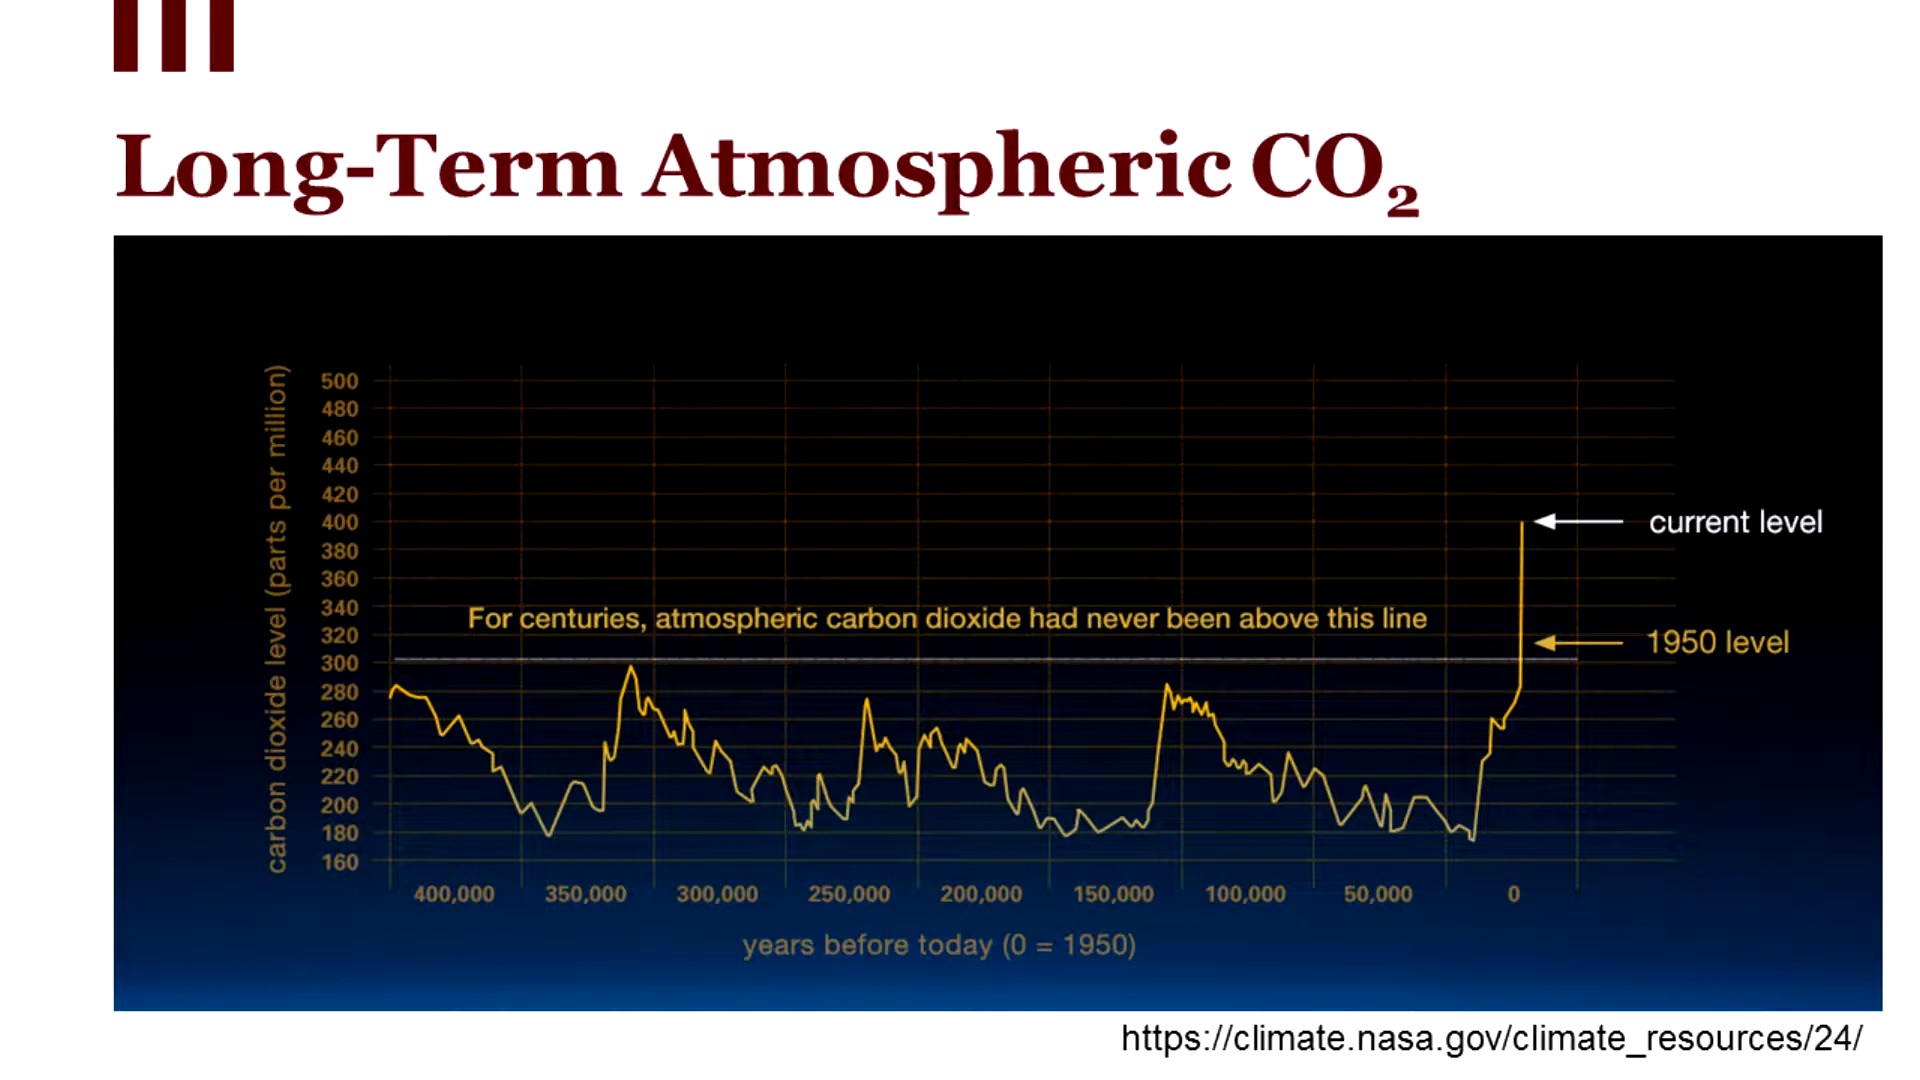 Long-Term Atmospheric CO₂
carbon dioxide level (parts per million)
500
480
460
440
420
400
380
360
340
320
300
280
260
240
220
200
180
160
For centuries, atmospheric carbon dioxide had never been above this line
current level
1950 level
400,000 350,000 300,000 250,000 200,000 150,000 100,000 50,000 0
years before today (0 = 1950)
https://climate.nasa.gov/climate_resources/24/